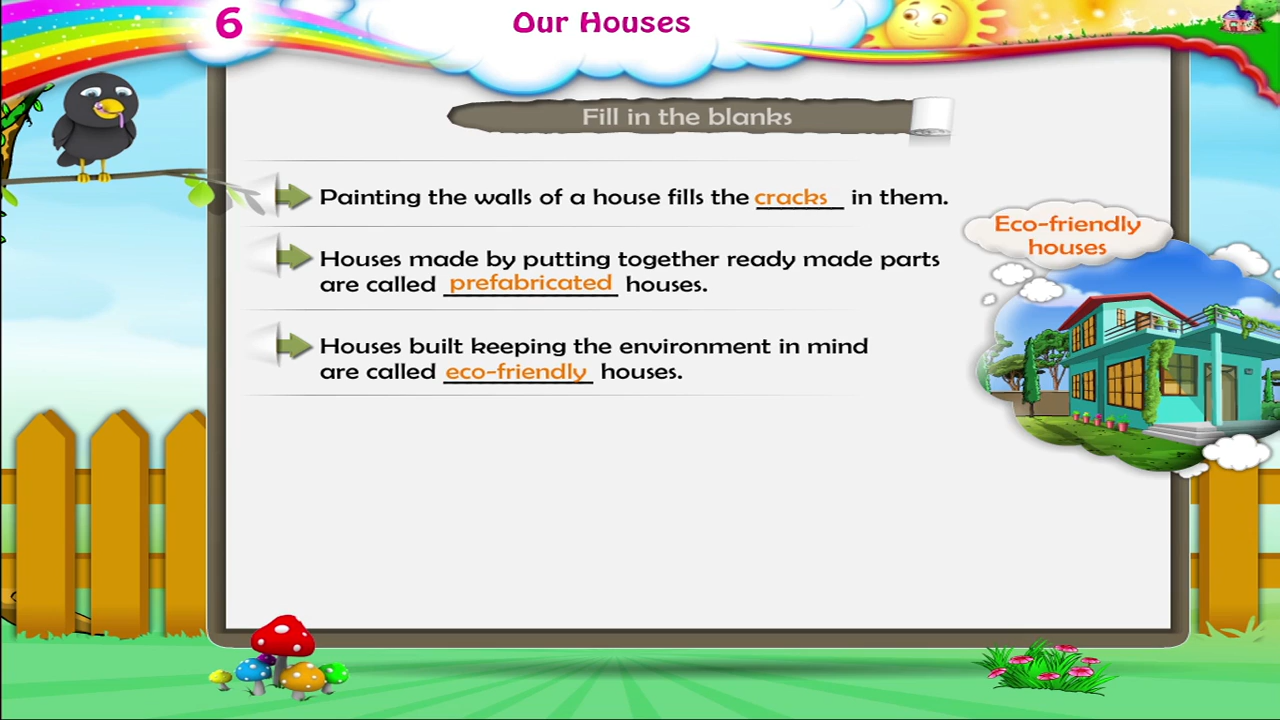 6
Our Houses
Fill in the blanks
Painting the walls of a house fills the cracks in them.
Houses made by putting together ready made parts
are called prefabricated houses.
Houses built keeping the environment in mind
are called eco-friendly houses.
Eco-friendly
houses